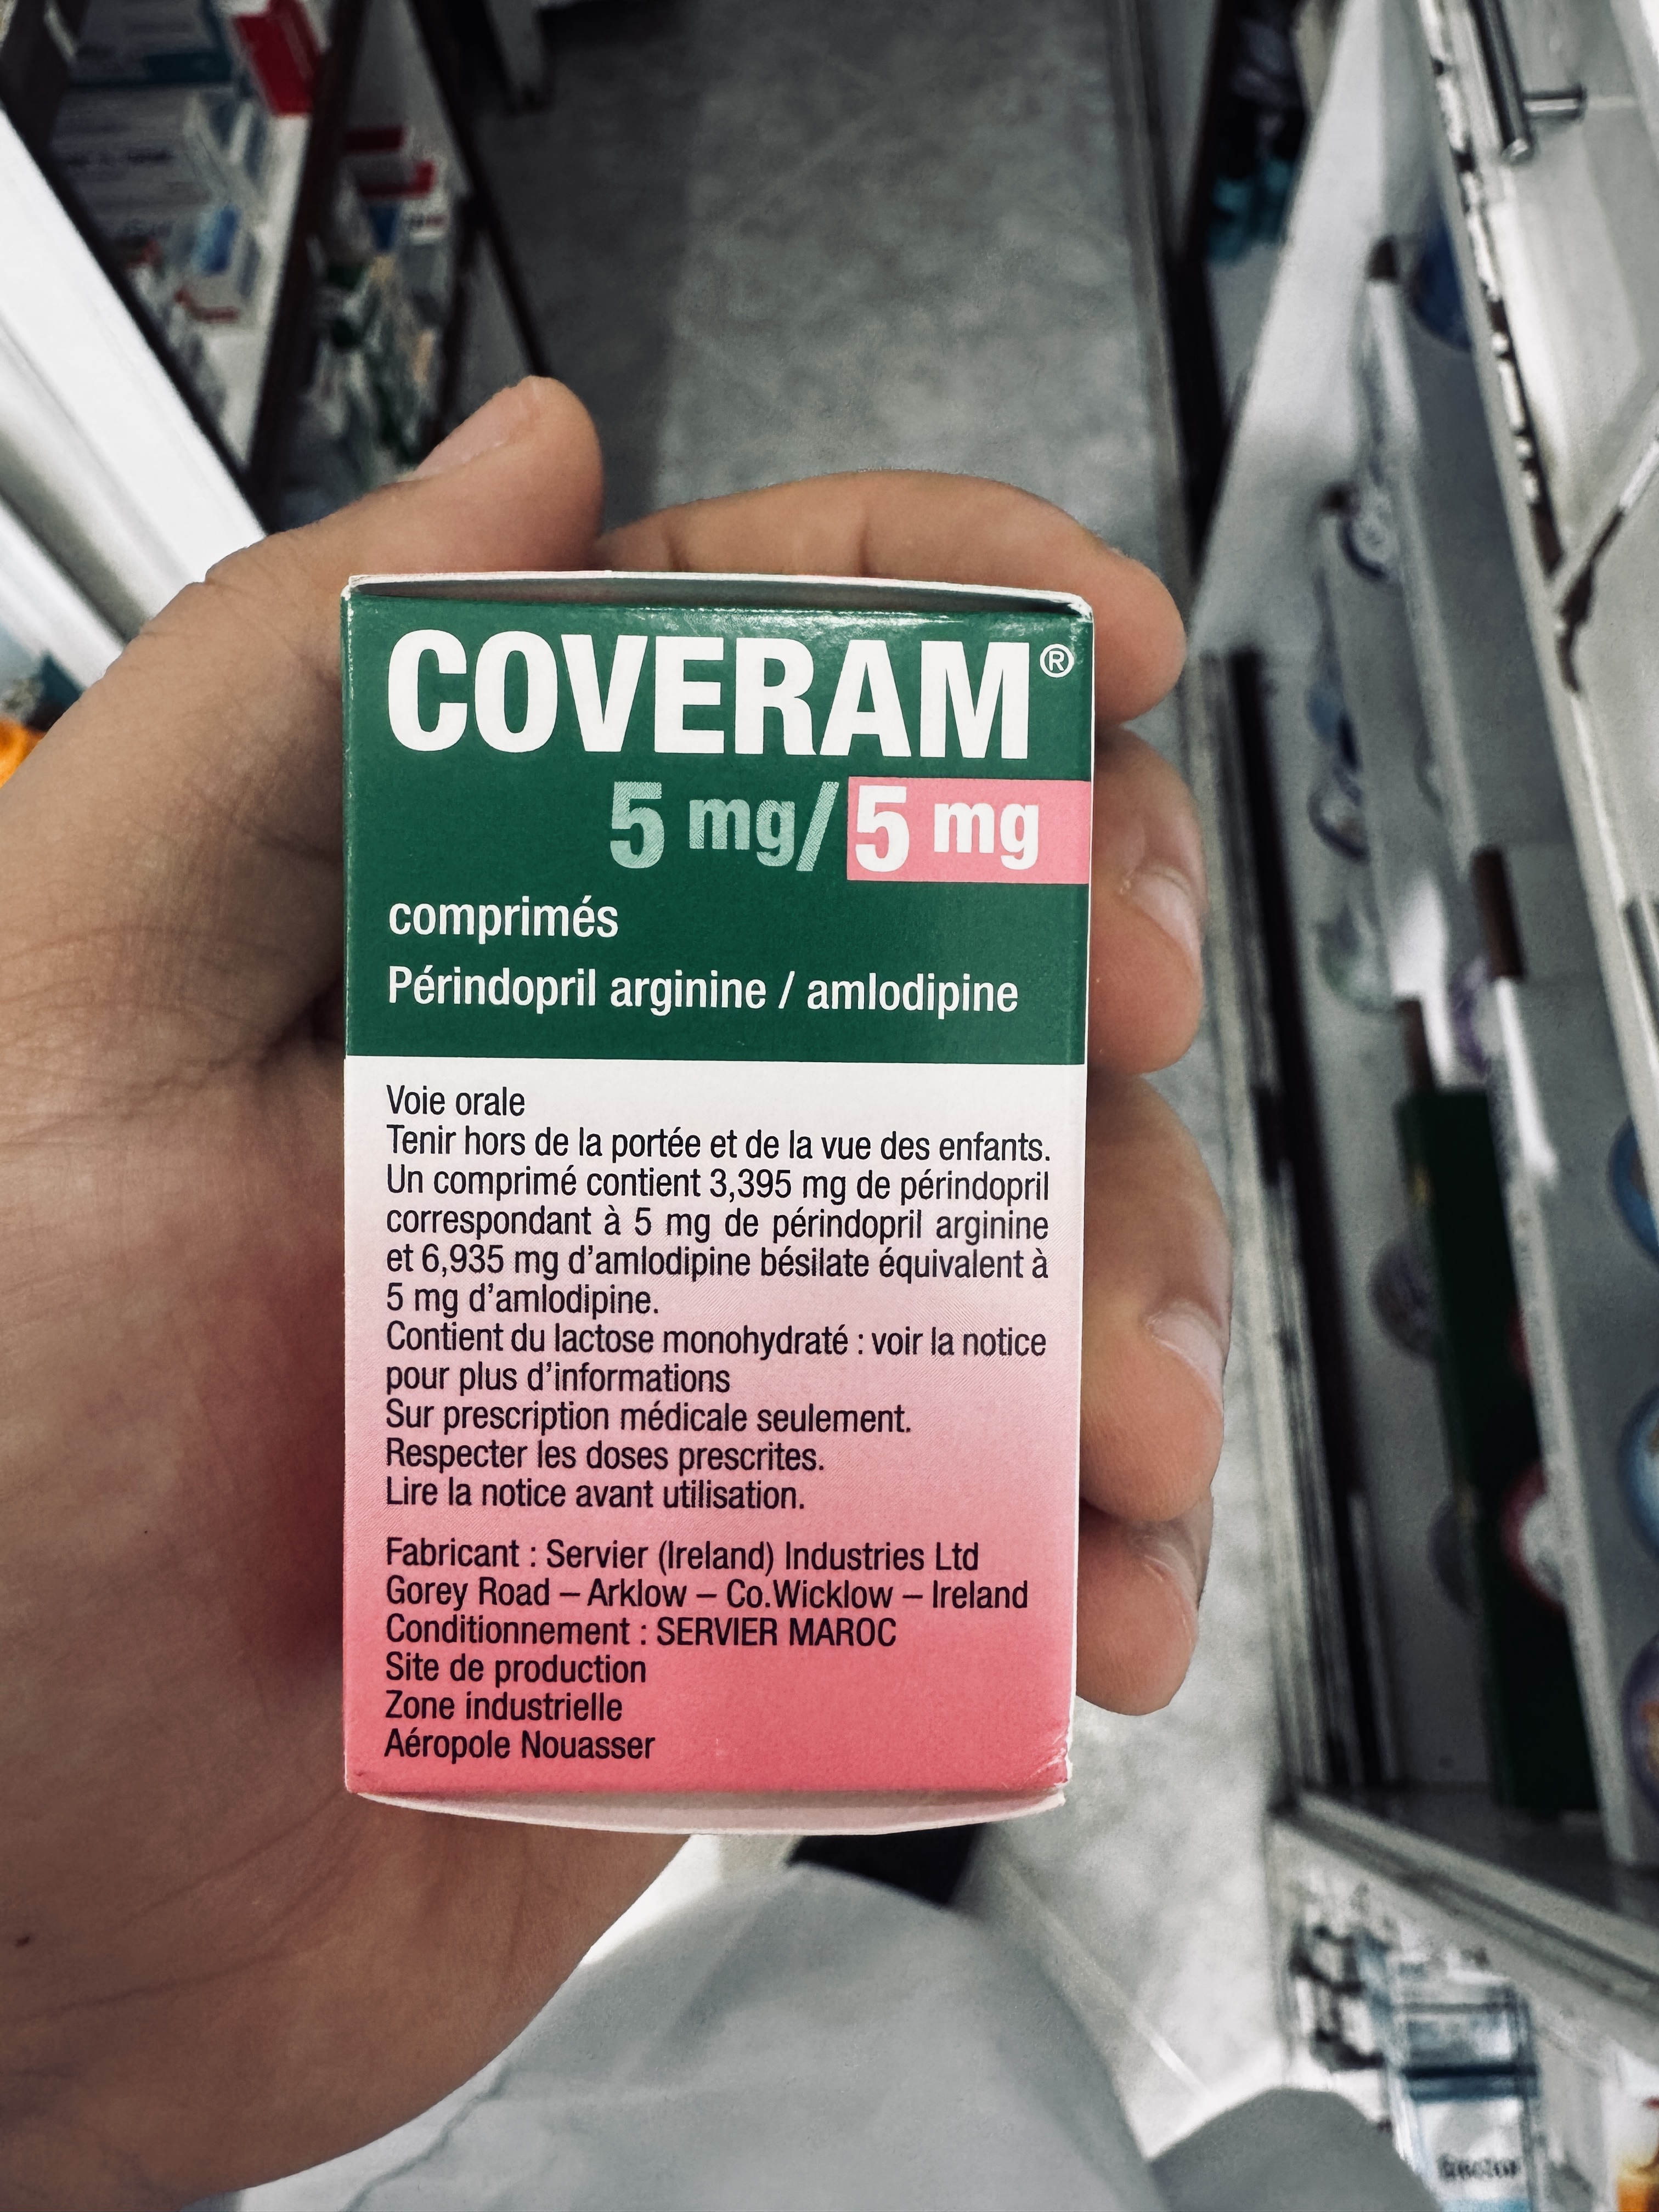 COVERAM®
5 mg/5 mg
comprimés
Périndopril arginine / amlodipine
Voie orale
Tenir hors de la portée et de la vue des enfants.
Un comprimé contient 3,395 mg de périndopril
correspondant à 5 mg de périndopril arginine
et 6,935 mg d’amlodipine bésilate équivalent à
5 mg d’amlodipine.
Contient du lactose monohydraté : voir la notice
pour plus d’informations
Sur prescription médicale seulement.
Respecter les doses prescrites.
Lire la notice avant utilisation.
Fabricant : Servier (Ireland) Industries Ltd
Gorey Road – Arklow – Co.Wicklow – Ireland
Conditionnement : SERVIER MAROC
Site de production
Zone industrielle
Aéropole Nouasser